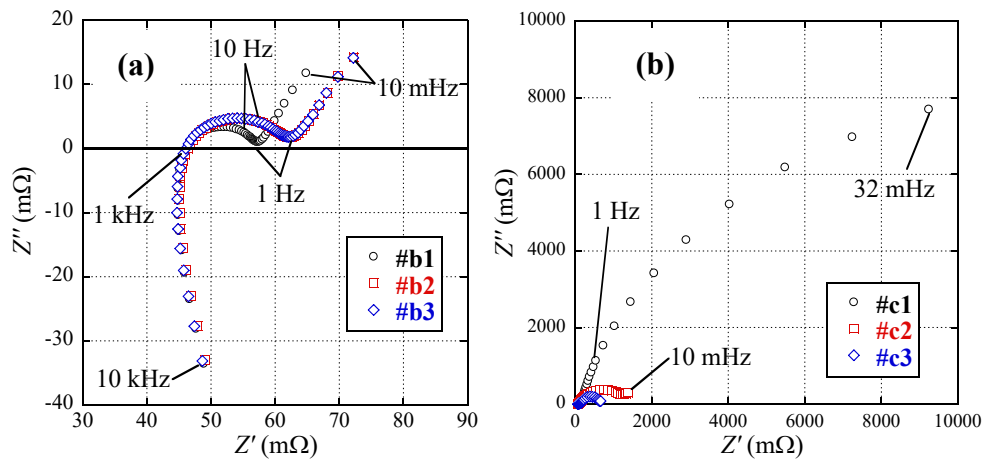 (a)
20
10
0
-10
-20
-30
-40
30
40
50
60
70
80
90
Z″ (mΩ)
Z′ (mΩ)
10 Hz
10 mHz
1 kHz
1 Hz
10 kHz
#b1
#b2
#b3
(b)
10000
8000
6000
4000
2000
0
0
2000
4000
6000
8000
10000
Z″ (mΩ)
Z′ (mΩ)
1 Hz
32 mHz
10 mHz
#c1
#c2
#c3